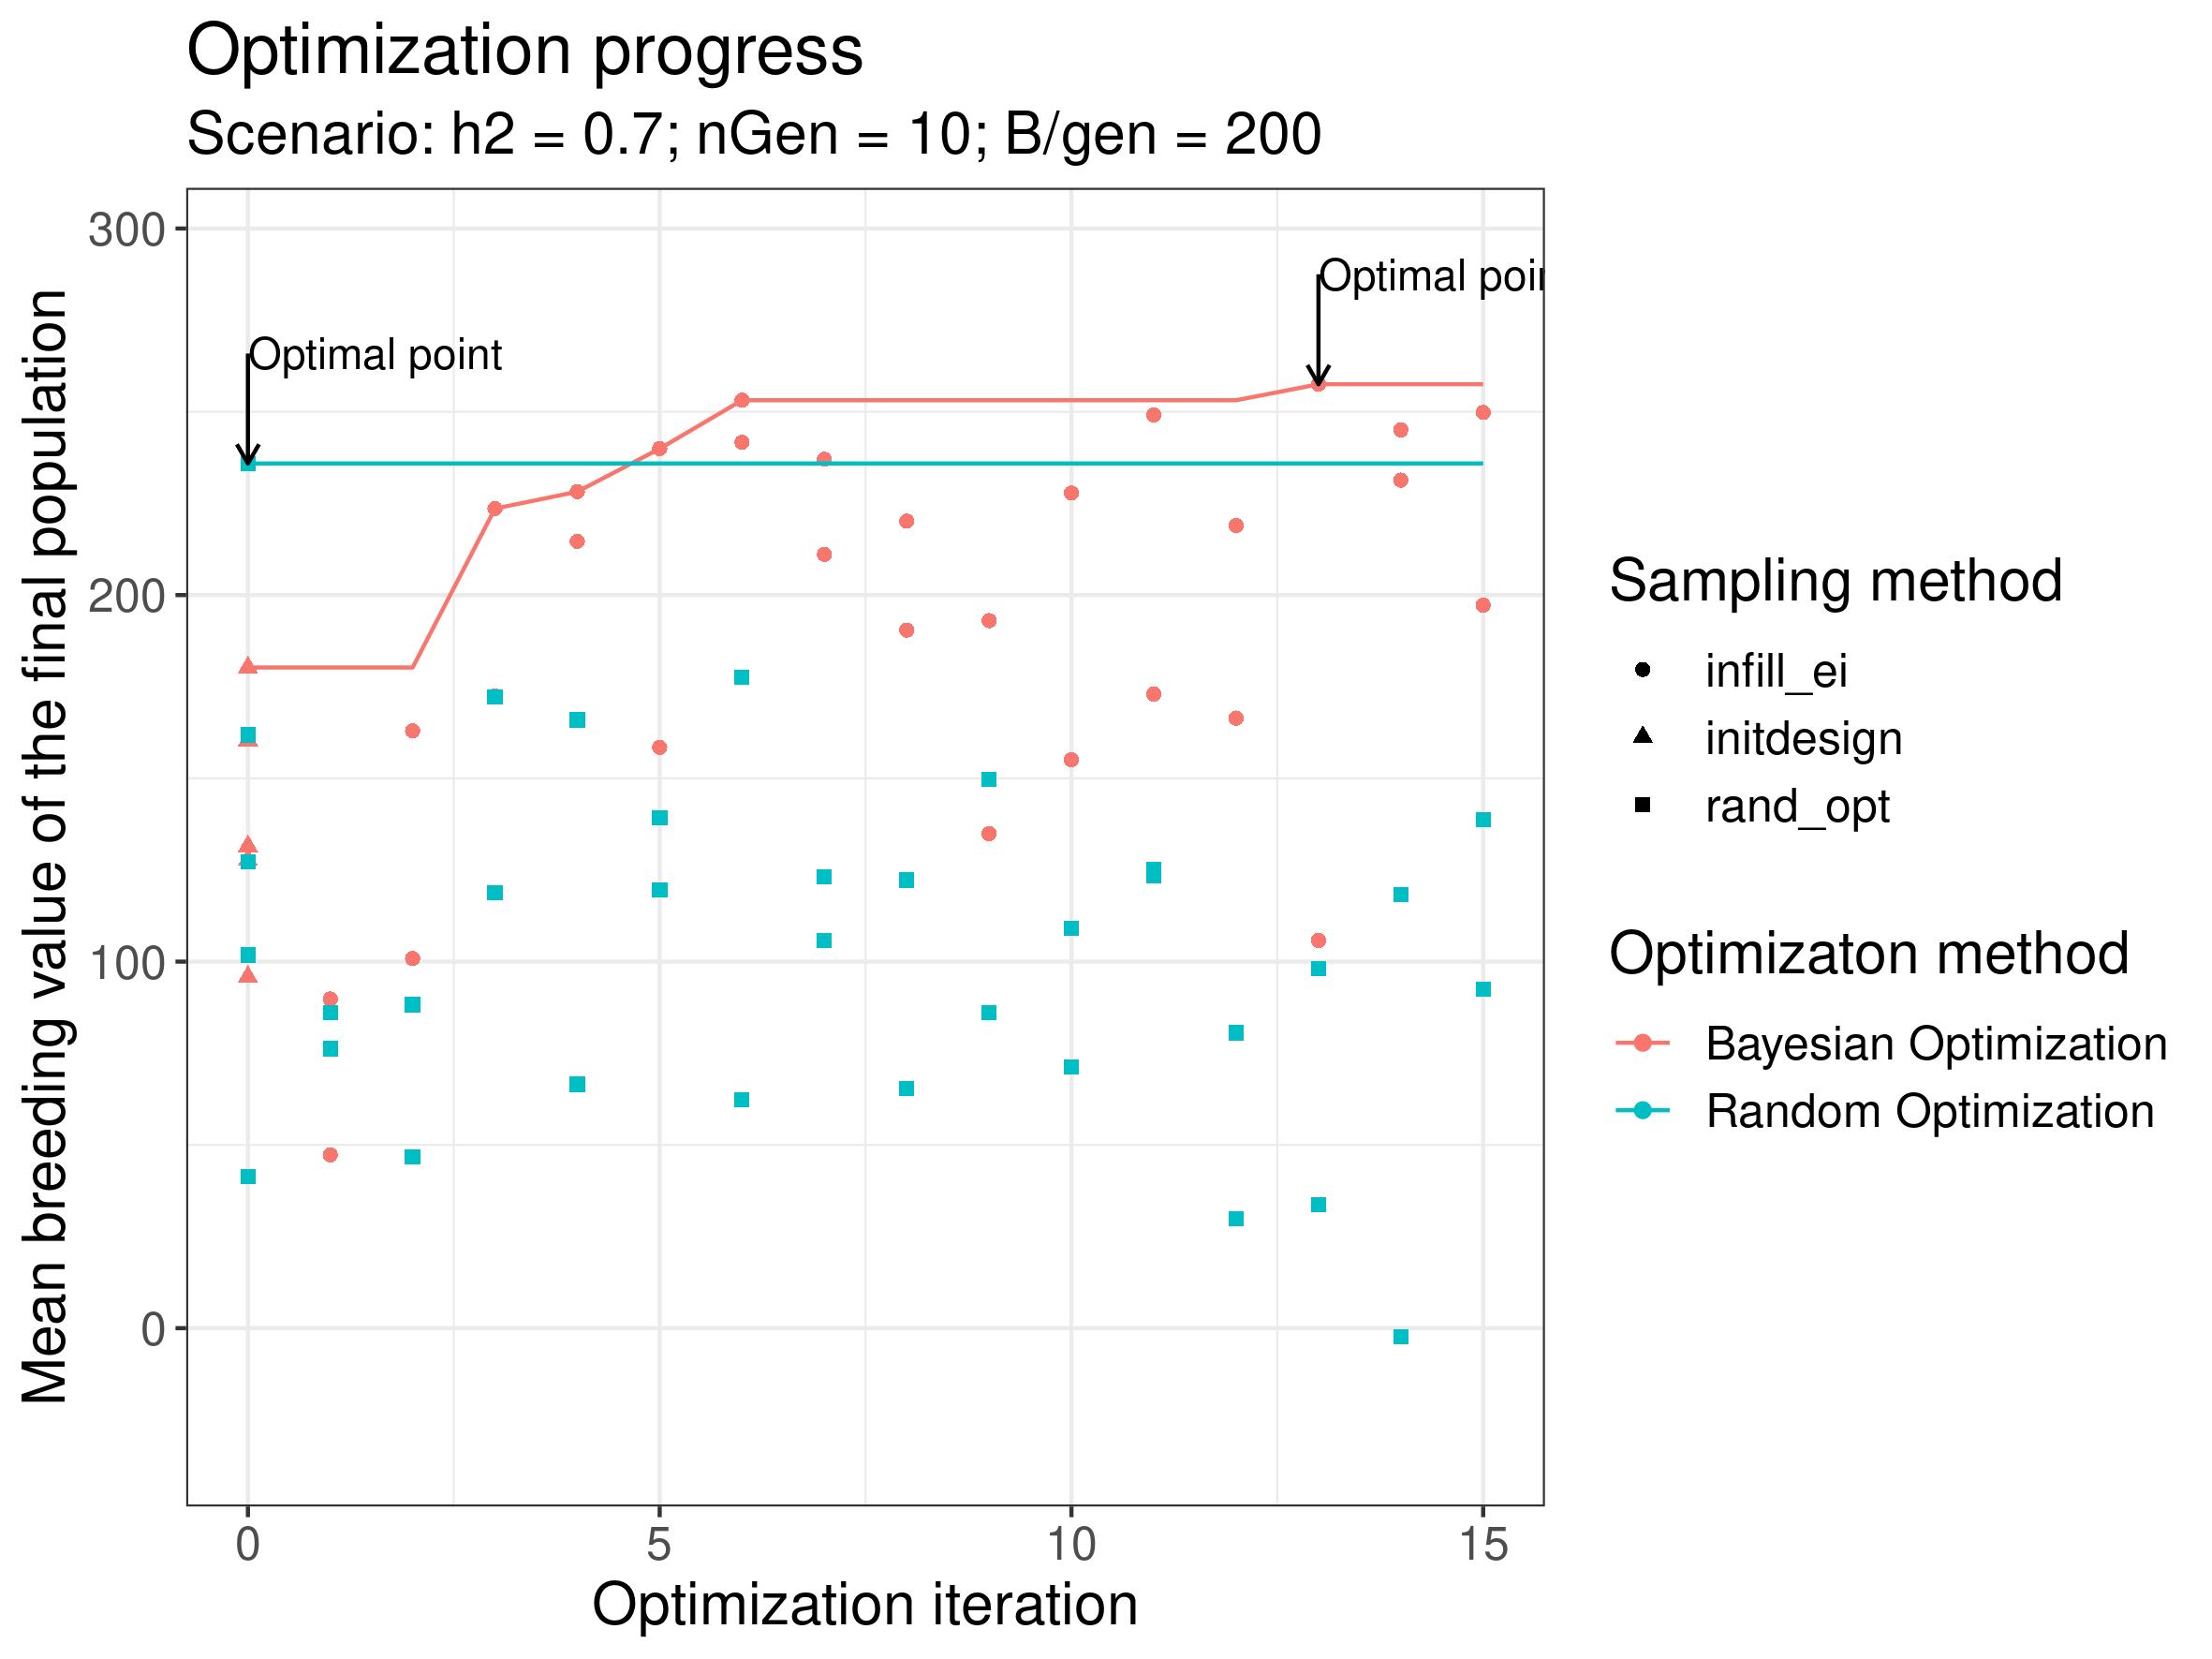 Optimization progress
Scenario: h2 = 0.7; nGen = 10; B/gen = 200
Mean breeding value of the final population
300
200
100
0
Optimal point
Optimal poin
0
5
10
15
Optimization iteration
Sampling method
infill_ei
initdesign
rand_opt
Optimizaton method
Bayesian Optimization
Random Optimization